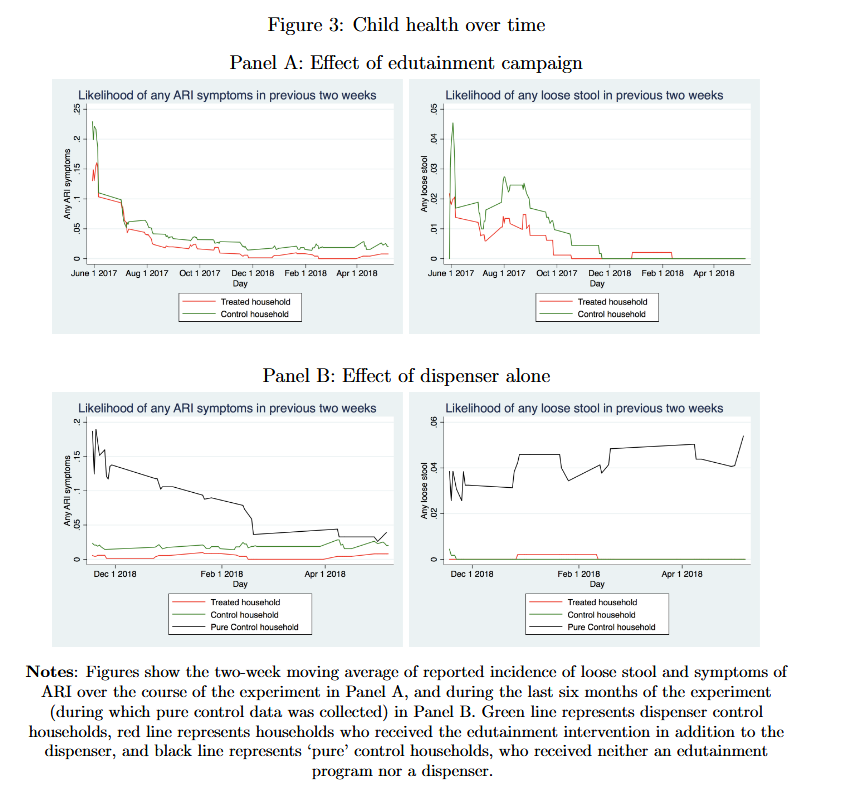 Figure 3: Child health over time
Panel A: Effect of edutainment campaign
Likelihood of any ARI symptoms in previous two weeks
Any ARI symptoms
0 .05 .1 .15 .2 .25
June 1 2017 Aug 1 2017 Oct 1 2017 Dec 1 2018 Feb 1 2018 Apr 1 2018
Day
Treated household
Control household
Likelihood of any loose stool in previous two weeks
Any loose stool
0 .01 .02 .03 .04 .05
June 1 2017 Aug 1 2017 Oct 1 2017 Dec 1 2018 Feb 1 2018 Apr 1 2018
Day
Treated household
Control household
Panel B: Effect of dispenser alone
Likelihood of any ARI symptoms in previous two weeks
Any ARI symptoms
0 .05 .1 .15 .2
Dec 1 2018 Feb 1 2018 Apr 1 2018
Day
Treated household
Control household
Pure Control household
Likelihood of any loose stool in previous two weeks
Any loose stool
0 .02 .04 .06
Dec 1 2018 Feb 1 2018 Apr 1 2018
Day
Treated household
Control household
Pure Control household
Notes: Figures show the two-week moving average of reported incidence of loose stool and symptoms of
ARI over the course of the experiment in Panel A, and during the last six months of the experiment
(during which pure control data was collected) in Panel B. Green line represents dispenser control
households, red line represents households who received the edutainment intervention in addition to the
dispenser, and black line represents ‘pure’ control households, who received neither an edutainment
program nor a dispenser.